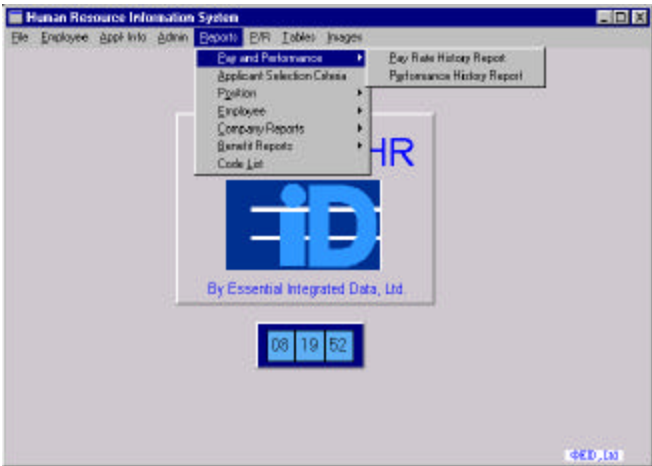 Human Resource Information System
File Employee Appl Info Admin Reports E/R Tables Images
Pay and Performance
Pay Rate History Report
Applicant Selection Criteria
Performance History Report
Position
Employee
Company Reports
Benefit Reports
HR
Code List
iD
By Essential Integrated Data, Ltd.
08 19 52
EID, Ltd